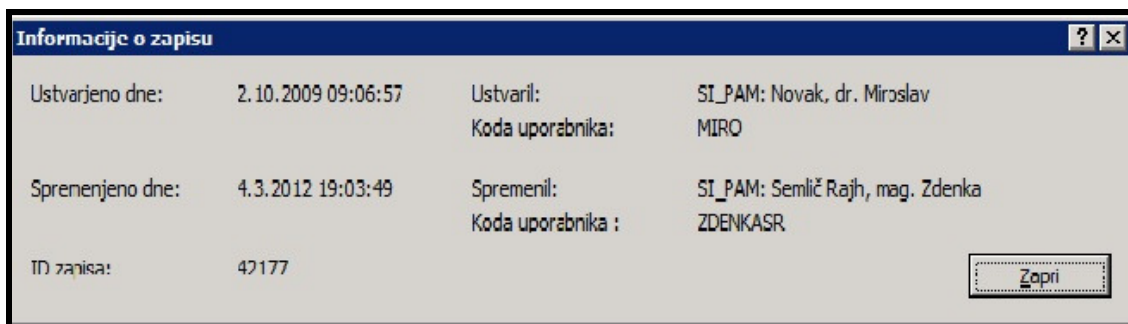 Informacije o zapisu
Ustvarjeno dne: 2.10.2009 09:06:57 Ustvaril: SI_PAM: Novak, dr. Miroslav
Koda uporabnika: MIRO
Spremenjeno dne: 4.3.2012 19:03:49 Spremenil: SI_PAM: Semlič Rajh, mag. Zdenka
Koda uporabnika : ZDENKASR
ID zapisa: 42177
Zapri